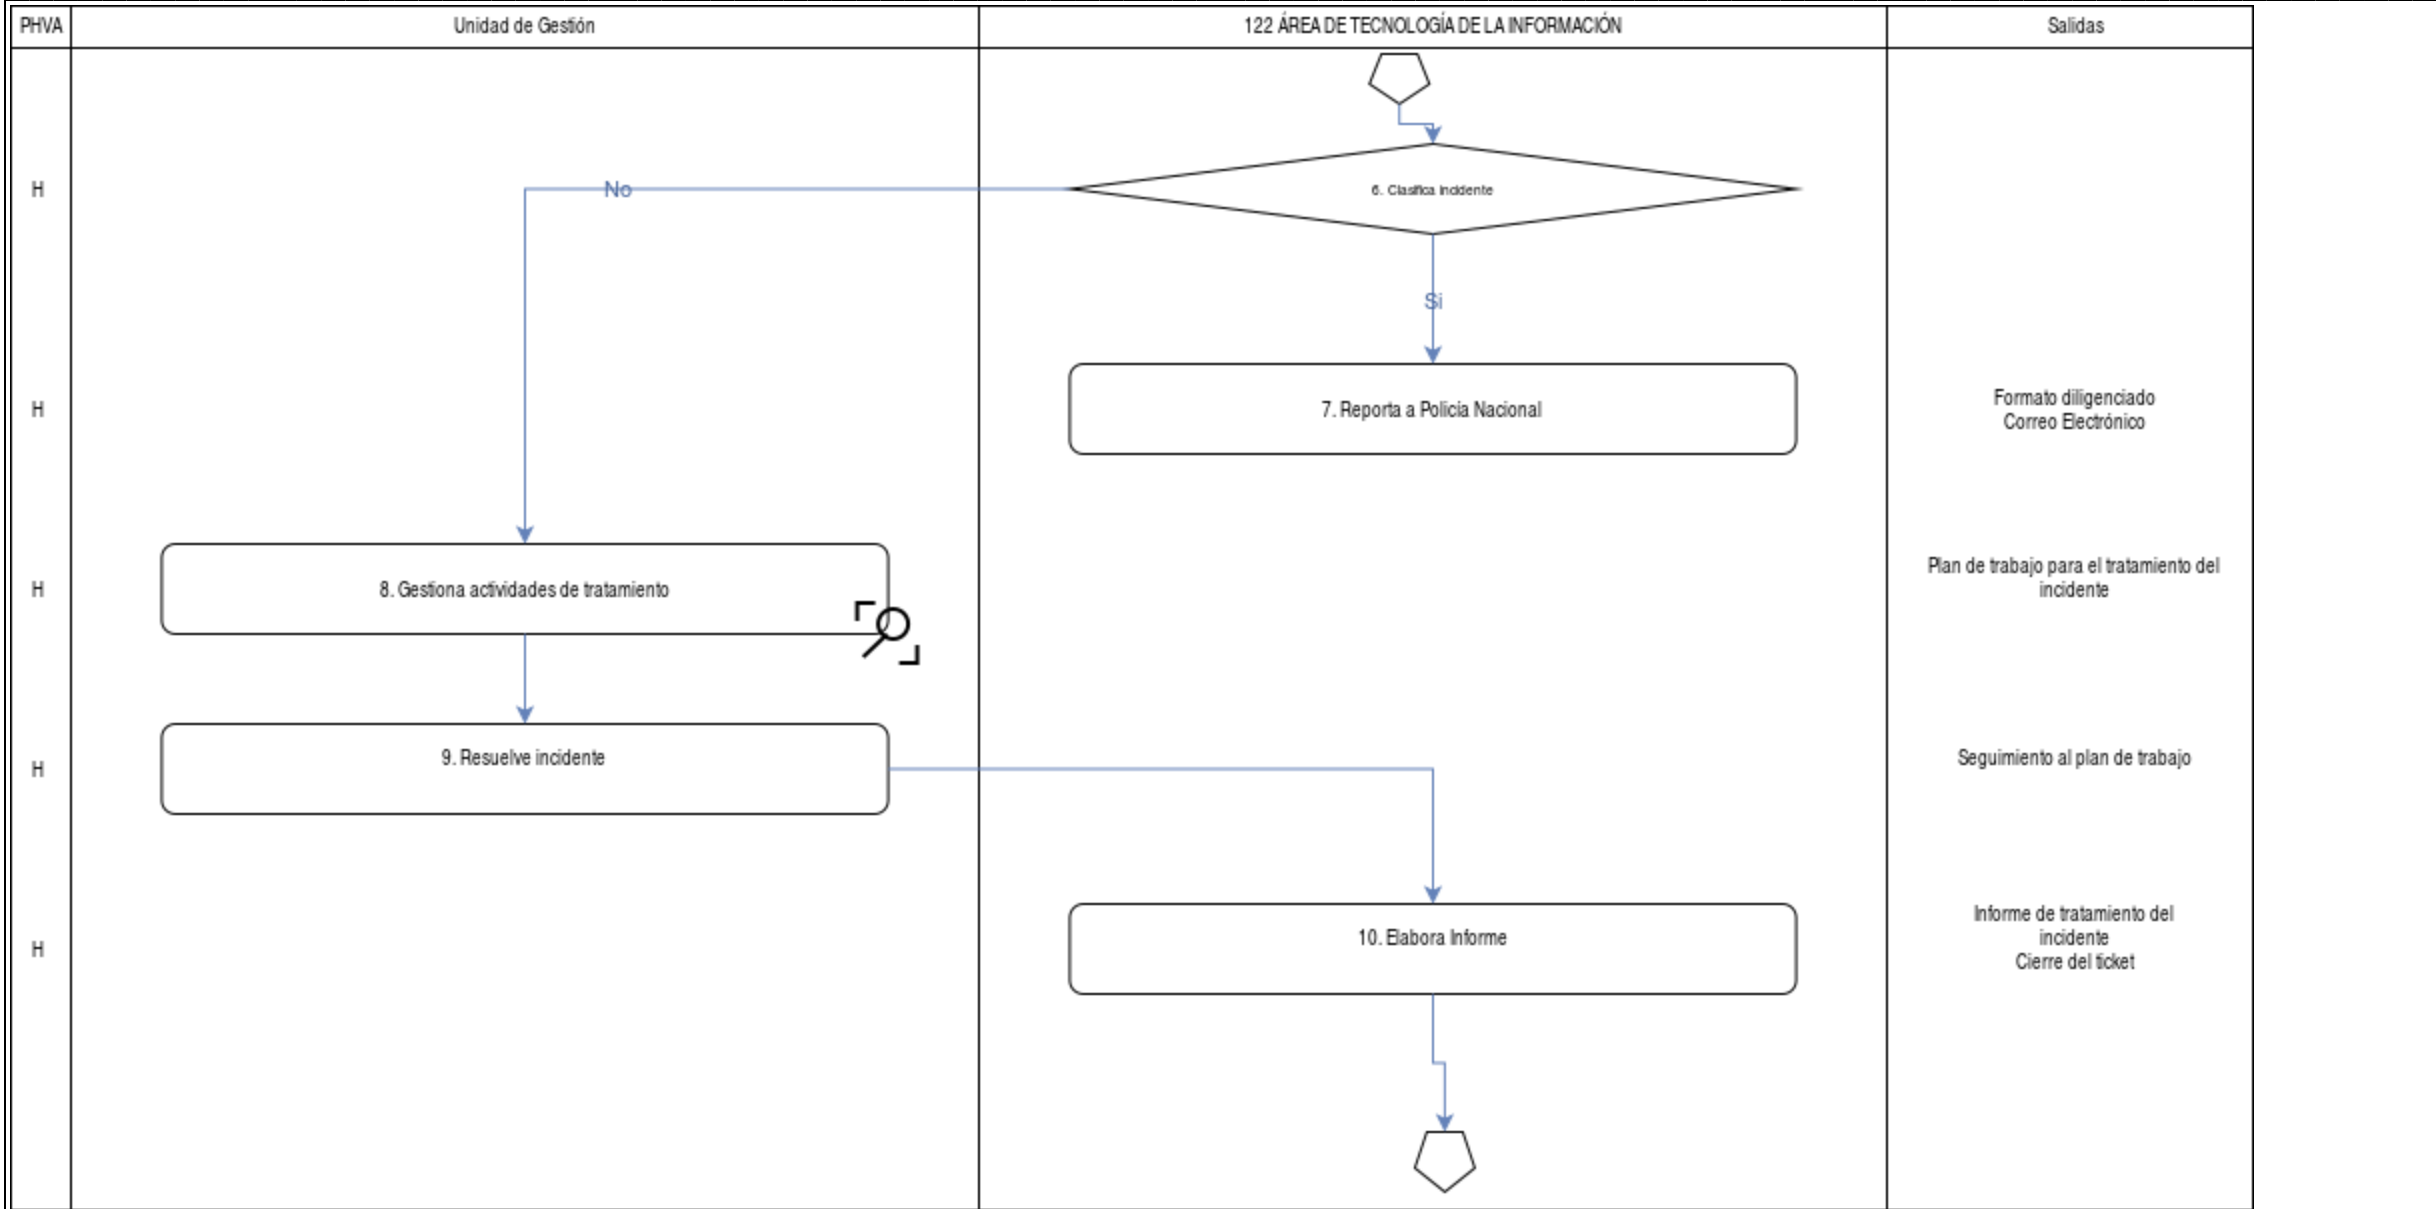 PHVA
Unidad de Gestión
122 ÁREA DE TECNOLOGÍA DE LA INFORMACIÓN
Salidas
H
No
6. Clasifica incidente
Si
H
7. Reporta a Policía Nacional
Formato diligenciado
Correo Electrónico
H
8. Gestiona actividades de tratamiento
Plan de trabajo para el tratamiento del
incidente
H
9. Resuelve incidente
Seguimiento al plan de trabajo
H
10. Elabora Informe
Informe de tratamiento del
incidente
Cierre del ticket